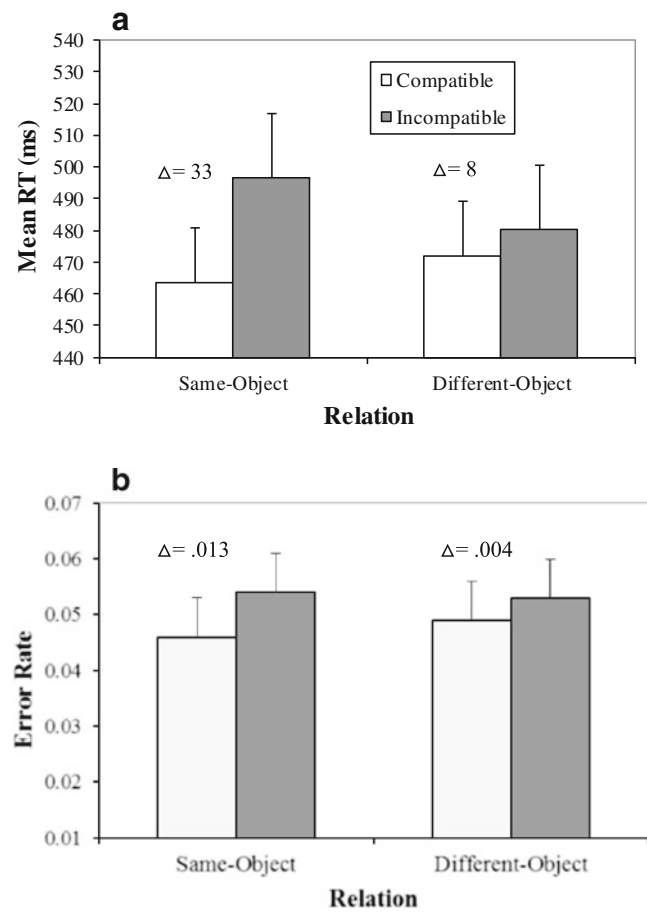 a
540
530
520
510
500
490
480
470
460
450
440
Mean RT (ms)
Compatible
Incompatible
△= 33
△= 8
Same-Object
Different-Object
Relation
b
0.07
0.06
0.05
0.04
0.03
0.02
0.01
Error Rate
△= .013
△= .004
Same-Object
Different-Object
Relation